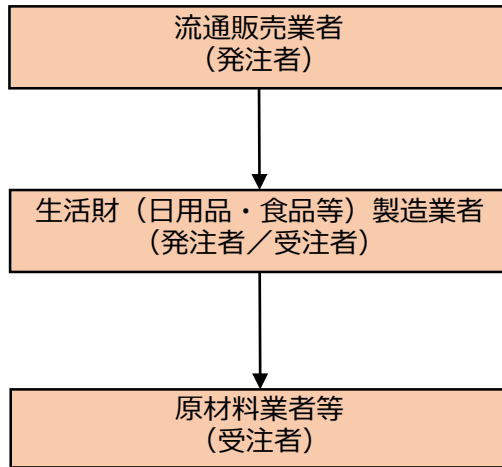 流通販売業者
（発注者）
生活財（日用品・食品等）製造業者
（発注者／受注者）
原材料業者等
（受注者）